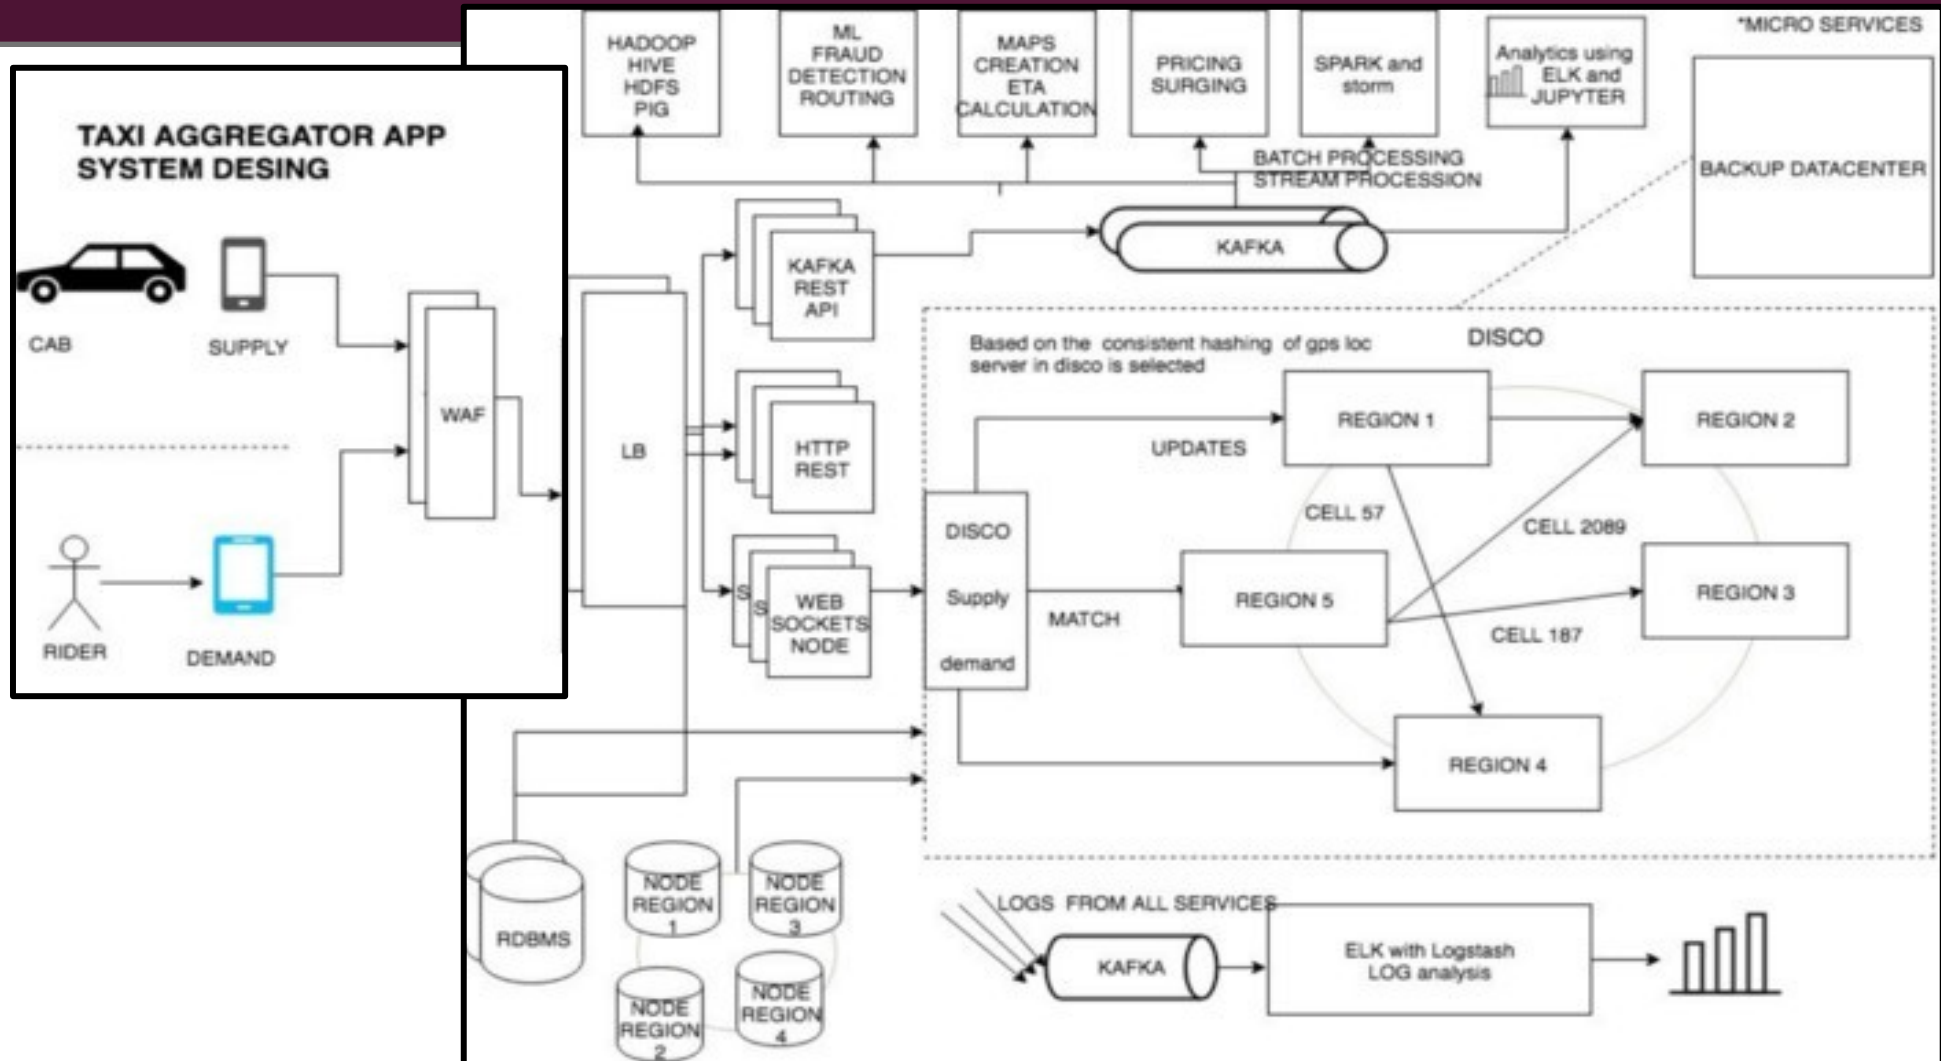 TAXI AGGREGATOR APP
SYSTEM DESING
CAB
SUPPLY
WAF
RIDER
DEMAND
HADOOP
HIVE
HDFS
PIG
ML
FRAUD
DETECTION
ROUTING
MAPS
CREATION
ETA
CALCULATION
PRICING
SURGING
SPARK and
storm
Analytics using
ELK and
JUPYTER
*MICRO SERVICES
BACKUP DATACENTER
BATCH PROCESSING
STREAM PROCESSION
KAFKA
KAFKA
REST
API
LB
HTTP
REST
S
S
WEB
SOCKETS
NODE
Based on the consistent hashing of gps loc
server in disco is selected
DISCO
DISCO
Supply
demand
UPDATES
MATCH
REGION 1
REGION 2
CELL 57
CELL 2089
REGION 5
REGION 3
CELL 187
REGION 4
RDBMS
NODE
REGION
1
NODE
REGION
3
NODE
REGION
2
NODE
REGION
4
LOGS FROM ALL SERVICES
KAFKA
ELK with Logstash
LOG analysis